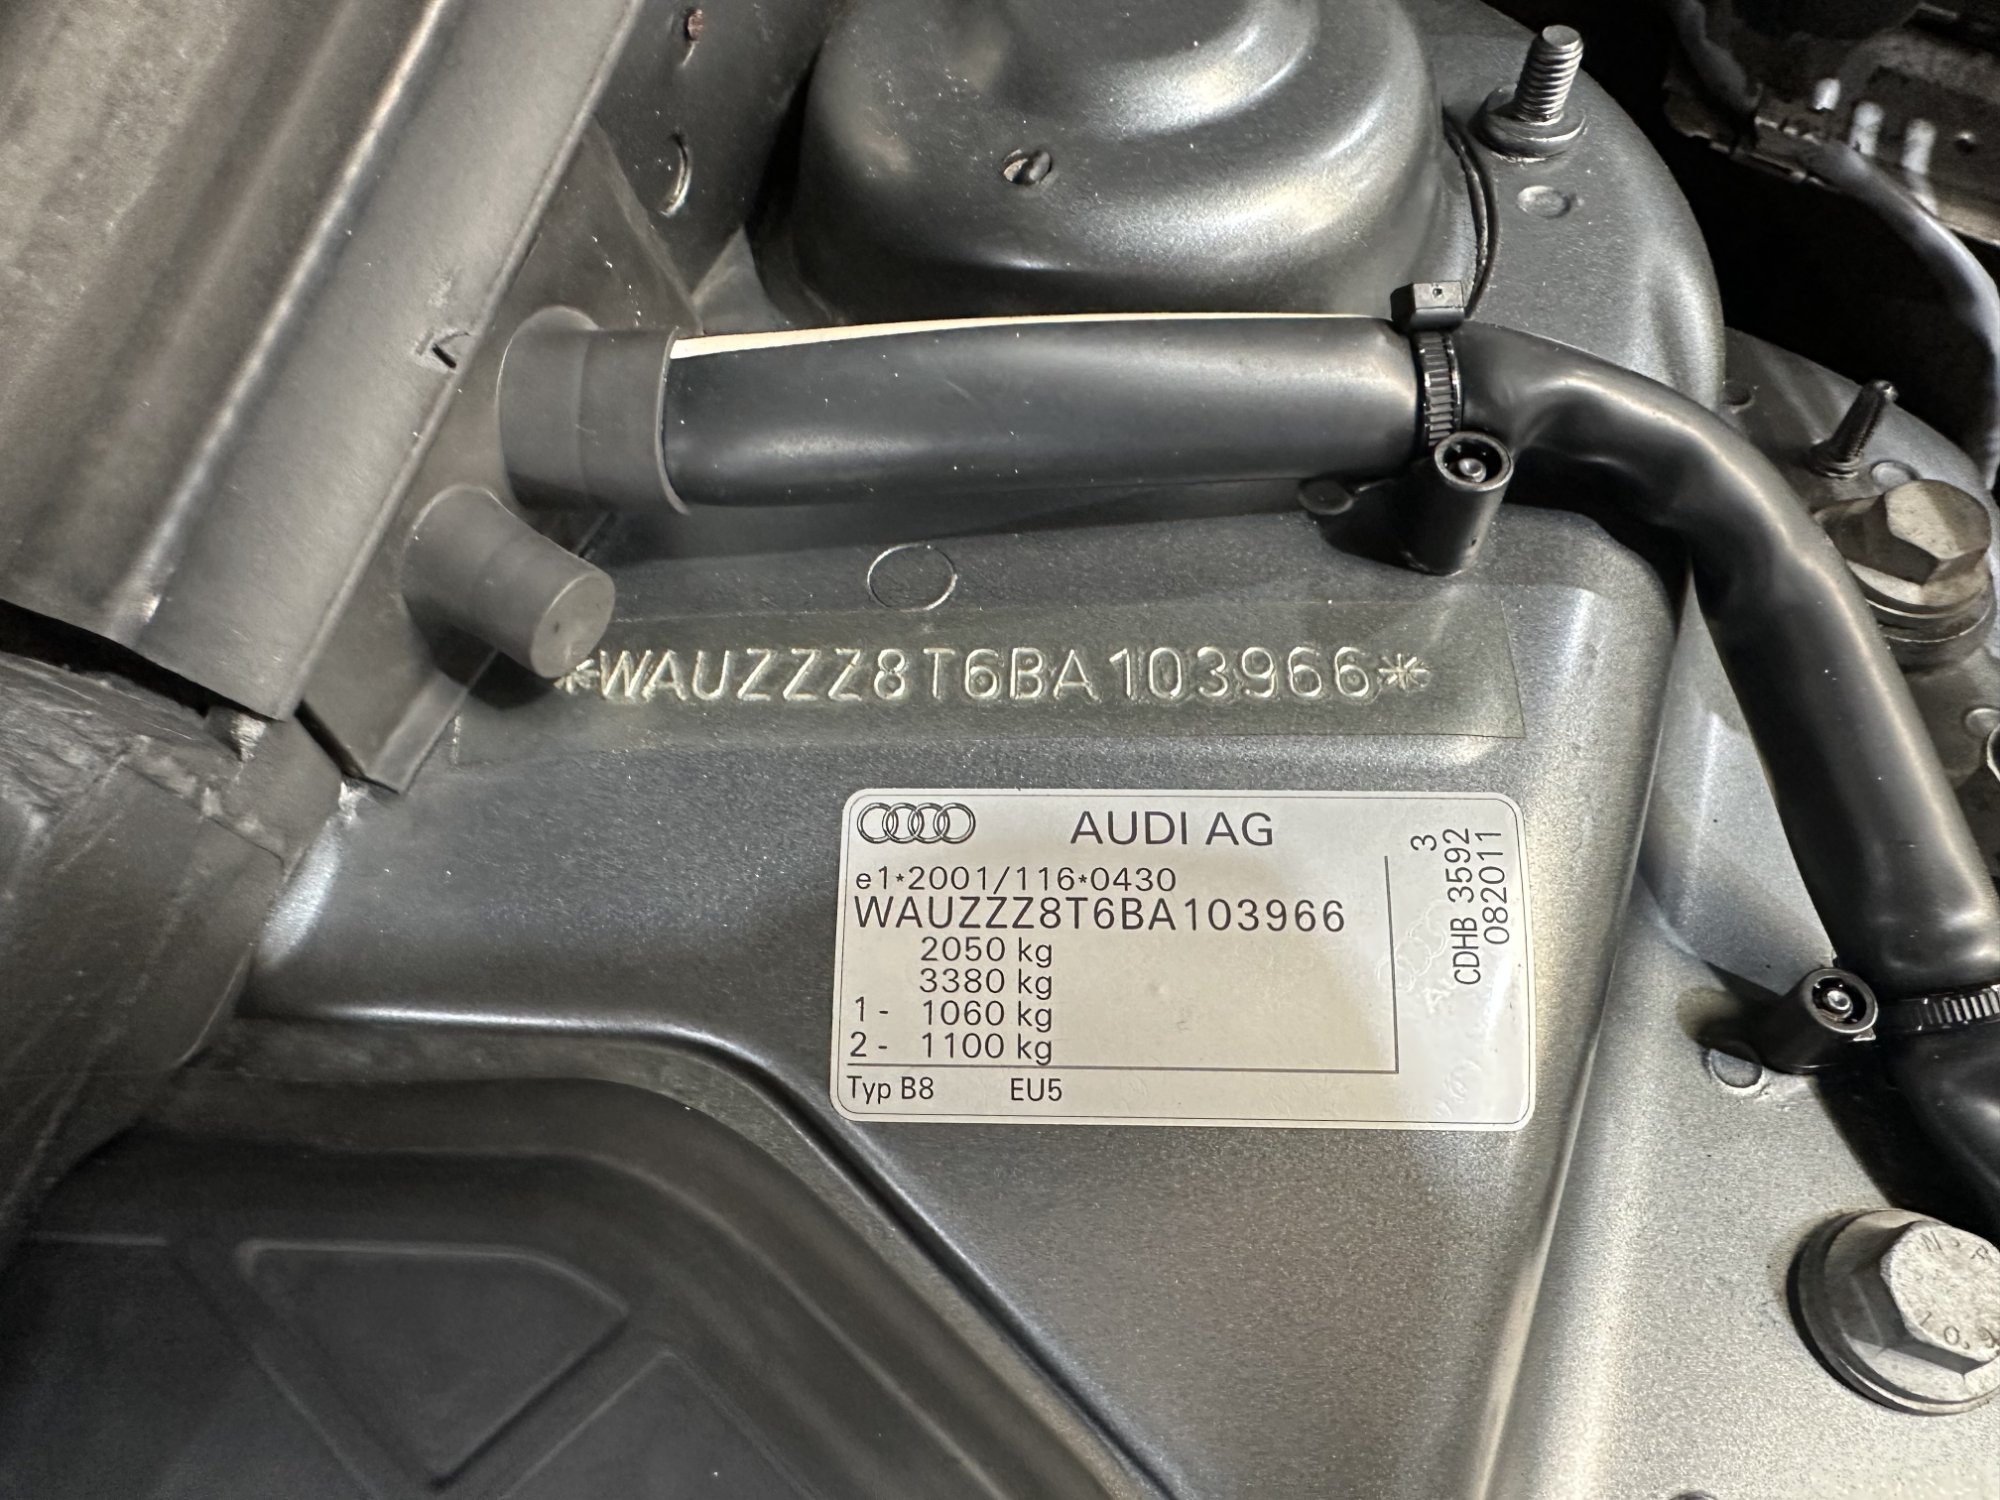 *WAUZZZ8T6BA103966*
AUDI AG
e1*2001/116*0430
WAUZZZ8T6BA103966
2050 kg
3380 kg
1 - 1060 kg
2 - 1100 kg
Typ B8 EU5
3
CDHB 3592
082011